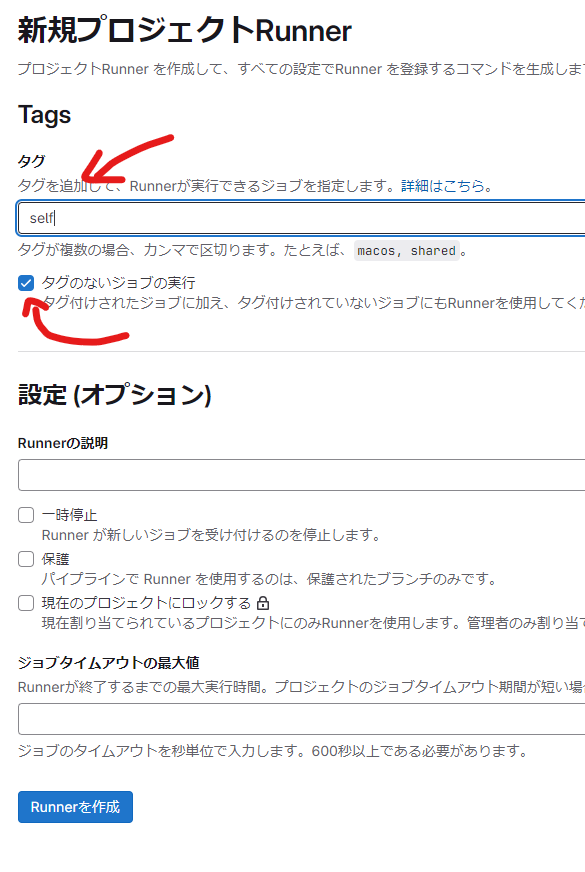 新規プロジェクトRunner
プロジェクトRunner を作成して、すべての設定でRunner を登録するコマンドを生成しま
Tags
タグ
タグを追加して、Runnerが実行できるジョブを指定します。詳細はこちら。
self
タグが複数の場合、カンマで区切ります。たとえば、 macos, shared 。
タグのないジョブの実行
タグ付けされたジョブに加え、タグ付けされていないジョブにもRunnerを使用してくだ
設定 (オプション)
Runnerの説明
一時停止
Runner が新しいジョブを受け付けるのを停止します。
保護
パイプラインで Runner を使用するのは、保護されたブランチのみです。
現在のプロジェクトにロックする
現在割り当てられているプロジェクトにのみRunnerを使用します。管理者のみ割り当て
ジョブタイムアウトの最大値
Runnerが終了するまでの最大実行時間。プロジェクトのジョブタイムアウト期間が短い場合
ジョブのタイムアウトを秒単位で入力します。600秒以上である必要があります。
Runnerを作成